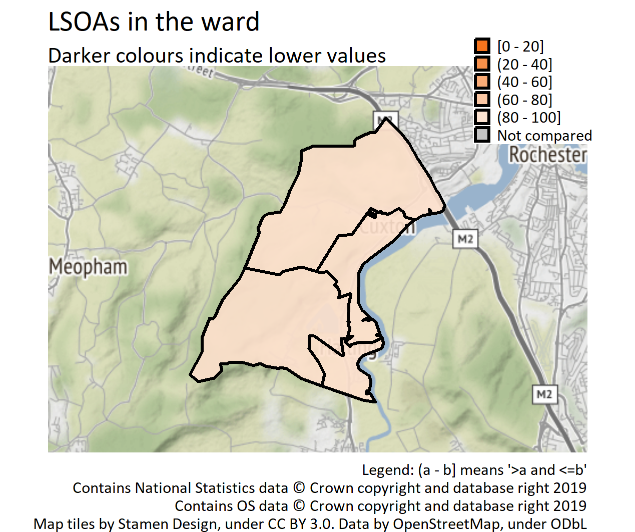 LSOAs in the ward
Darker colours indicate lower values
[0 - 20]
(20 - 40]
(40 - 60]
(60 - 80]
(80 - 100]
Not compared
Rochester
Cuxton
M2
Meopham
M2
Legend: (a - b] means '>a and <=b'
Contains National Statistics data © Crown copyright and database right 2019
Contains OS data © Crown copyright and database right 2019
Map tiles by Stamen Design, under CC BY 3.0. Data by OpenStreetMap, under ODbL